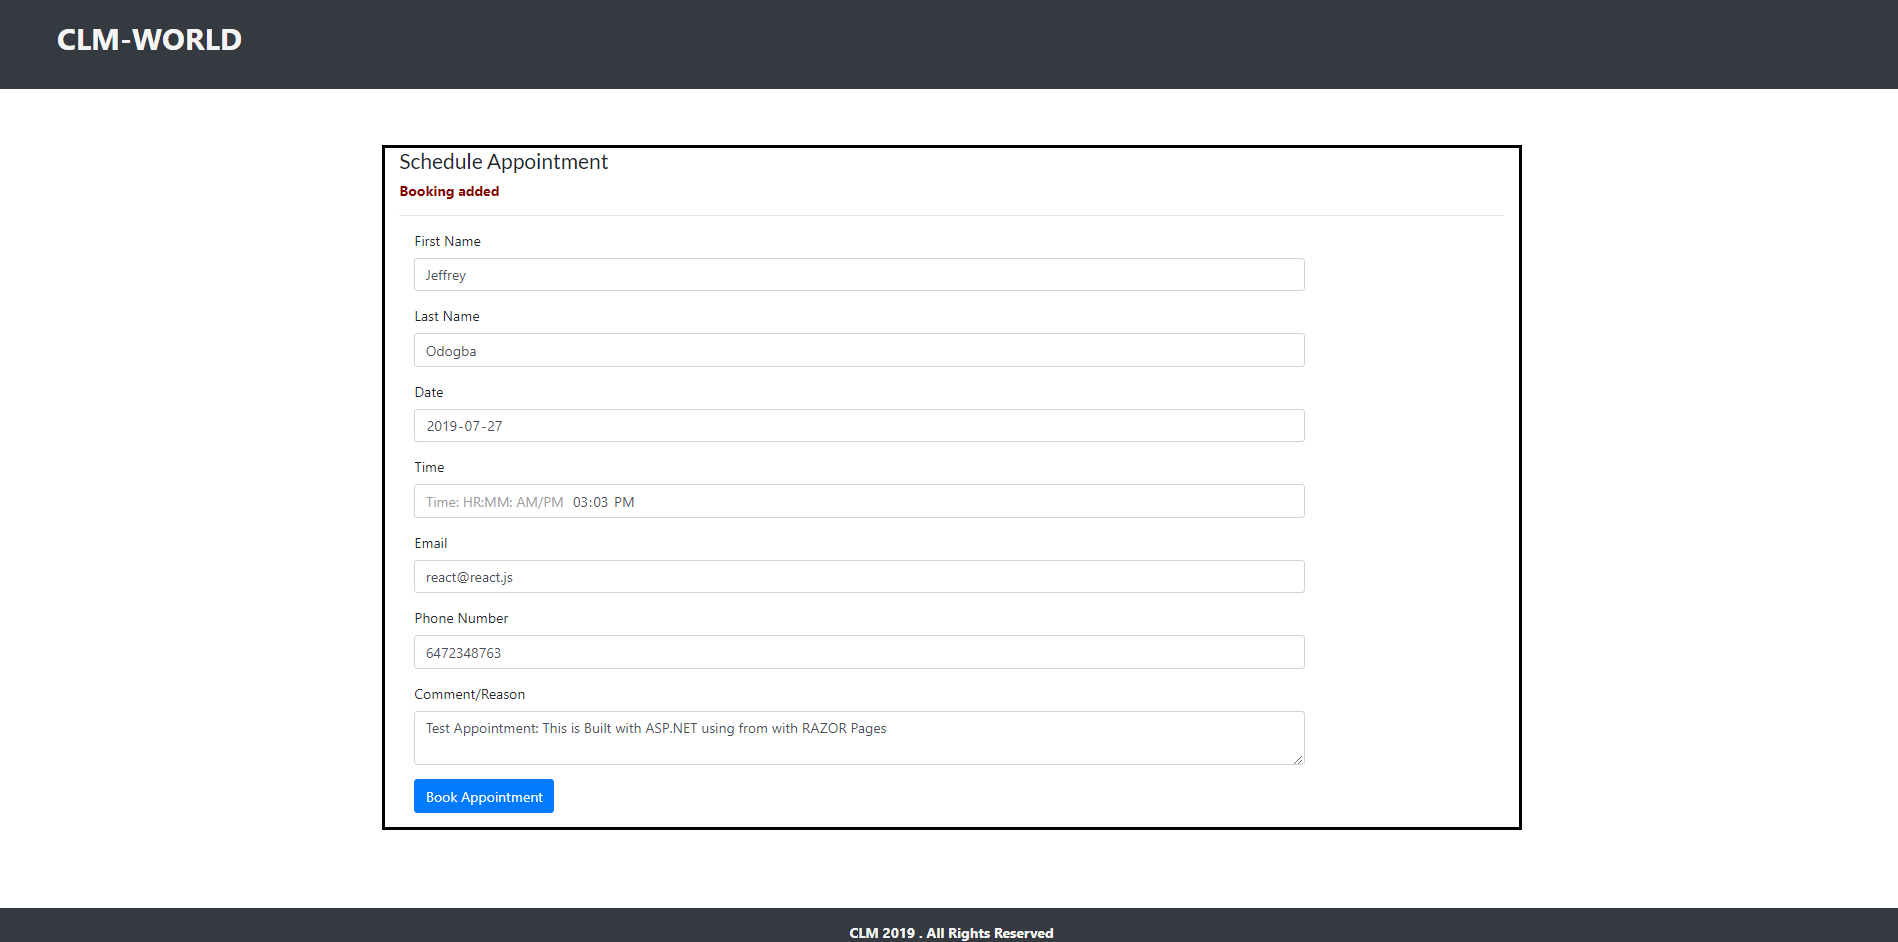 CLM-WORLD
Schedule Appointment
Booking added
First Name
Jeffrey
Last Name
Odogba
Date
2019-07-27
Time
Time: HR:MM: AM/PM 03:03 PM
Email
react@react.js
Phone Number
6472348763
Comment/Reason
Test Appointment: This is Built with ASP.NET using from with RAZOR Pages
Book Appointment
CLM 2019 . All Rights Reserved